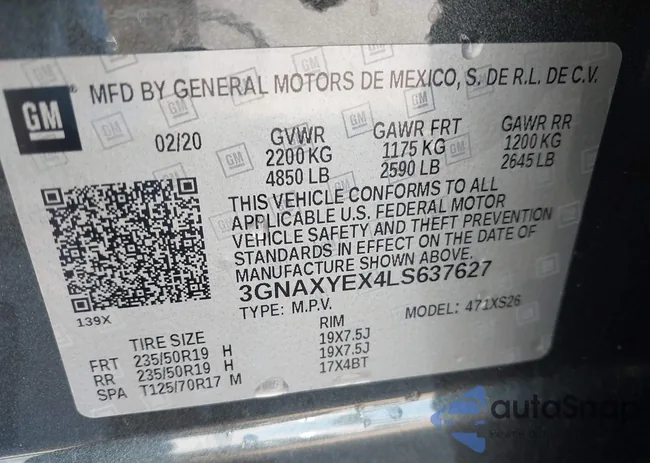 MFD BY GENERAL MOTORS DE MEXICO, S. DE R.L. DE C.V.
GM
02/20
GVWR GAWR FRT GAWR RR
2200 KG 1175 KG 1200 KG
4850 LB 2590 LB 2645 LB
THIS VEHICLE CONFORMS TO ALL
APPLICABLE U.S. FEDERAL MOTOR
VEHICLE SAFETY AND THEFT PREVENTION
STANDARDS IN EFFECT ON THE DATE OF
MANUFACTURE SHOWN ABOVE.
3GNAXYEX4LS637627
TYPE: M.P.V. MODEL: 471XS26
139X
TIRE SIZE RIM
FRT 235/50R19 H 19X7.5J
RR 235/50R19 H 19X7.5J
SPA T125/70R17 M 17X4BT
autoSnap